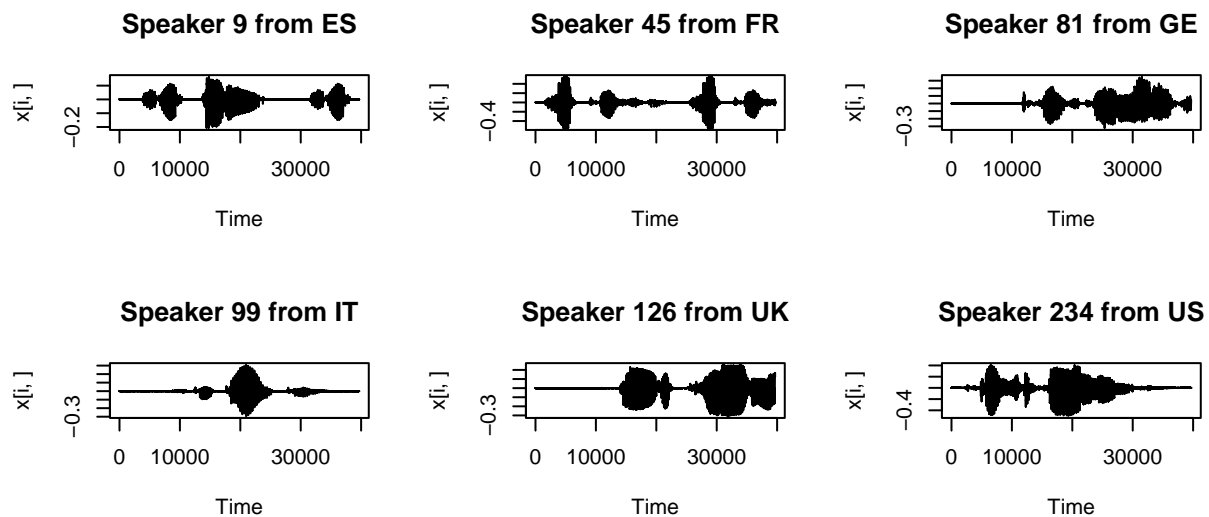 Speaker 9 from ES
x[i, ]
−0.2
0 10000 30000
Time
Speaker 45 from FR
x[i, ]
−0.4
0 10000 30000
Time
Speaker 81 from GE
x[i, ]
−0.3
0 10000 30000
Time
Speaker 99 from IT
x[i, ]
−0.3
0 10000 30000
Time
Speaker 126 from UK
x[i, ]
−0.3
0 10000 30000
Time
Speaker 234 from US
x[i, ]
−0.4
0 10000 30000
Time